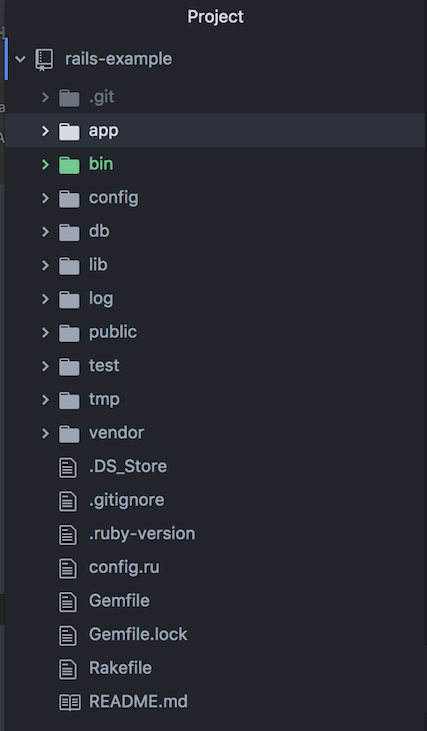 Project
rails-example
.git
app
bin
config
db
lib
log
public
test
tmp
vendor
.DS_Store
.gitignore
.ruby-version
config.ru
Gemfile
Gemfile.lock
Rakefile
README.md